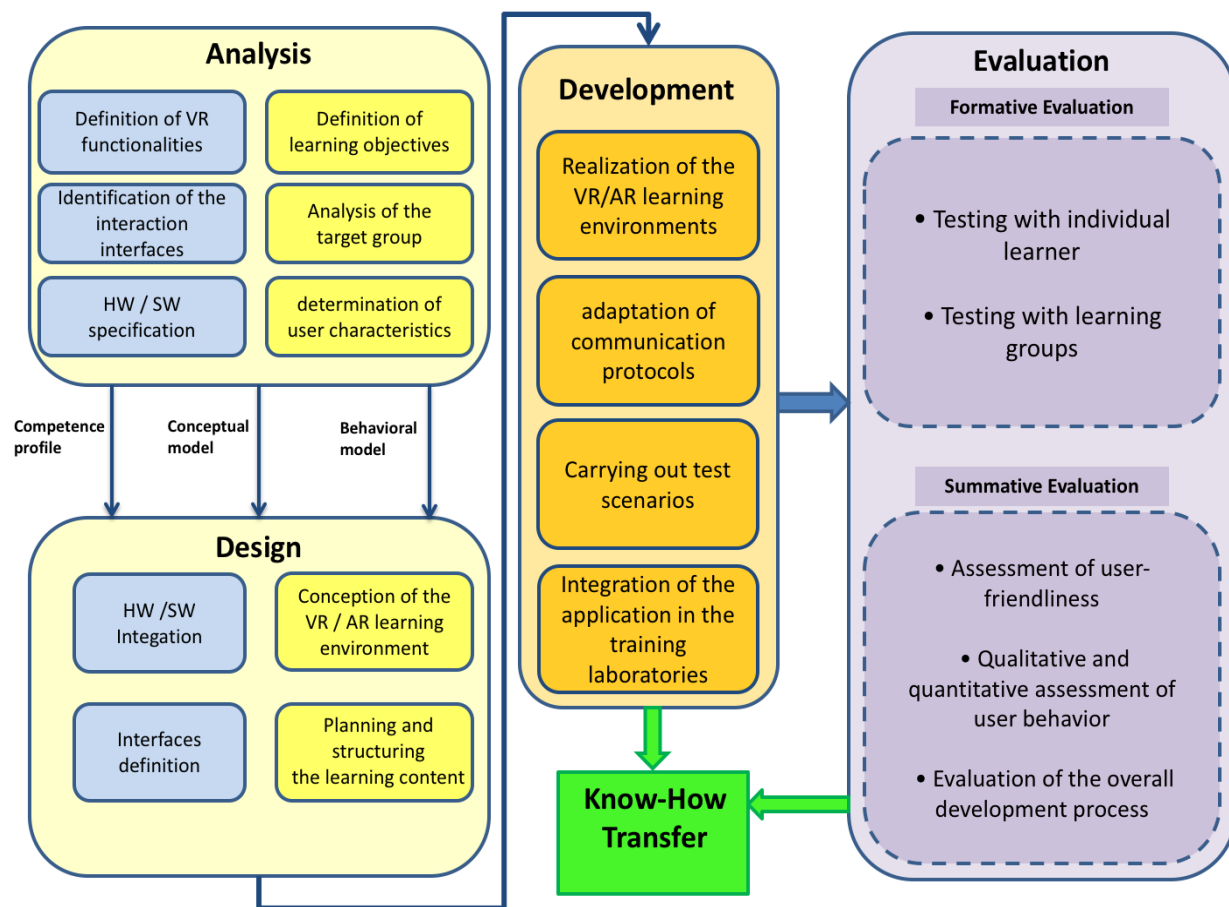 Analysis
Definition of VR
functionalities
Definition of
learning objectives
Identification of the
interaction
interfaces
Analysis of the
target group
HW / SW
specification
determination of
user characteristics
Competence
profile
Conceptual
model
Behavioral
model
Design
HW /SW
Integation
Conception of the
VR / AR learning
environment
Interfaces
definition
Planning and
structuring
the learning content
Development
Realization of the
VR/AR learning
environments
adaptation of
communication
protocols
Carrying out test
scenarios
Integration of the
application in the
training
laboratories
Know-How
Transfer
Evaluation
Formative Evaluation
• Testing with individual
learner
• Testing with learning
groups
Summative Evaluation
• Assessment of user-
friendliness
• Qualitative and
quantitative assessment of
user behavior
• Evaluation of the overall
development process